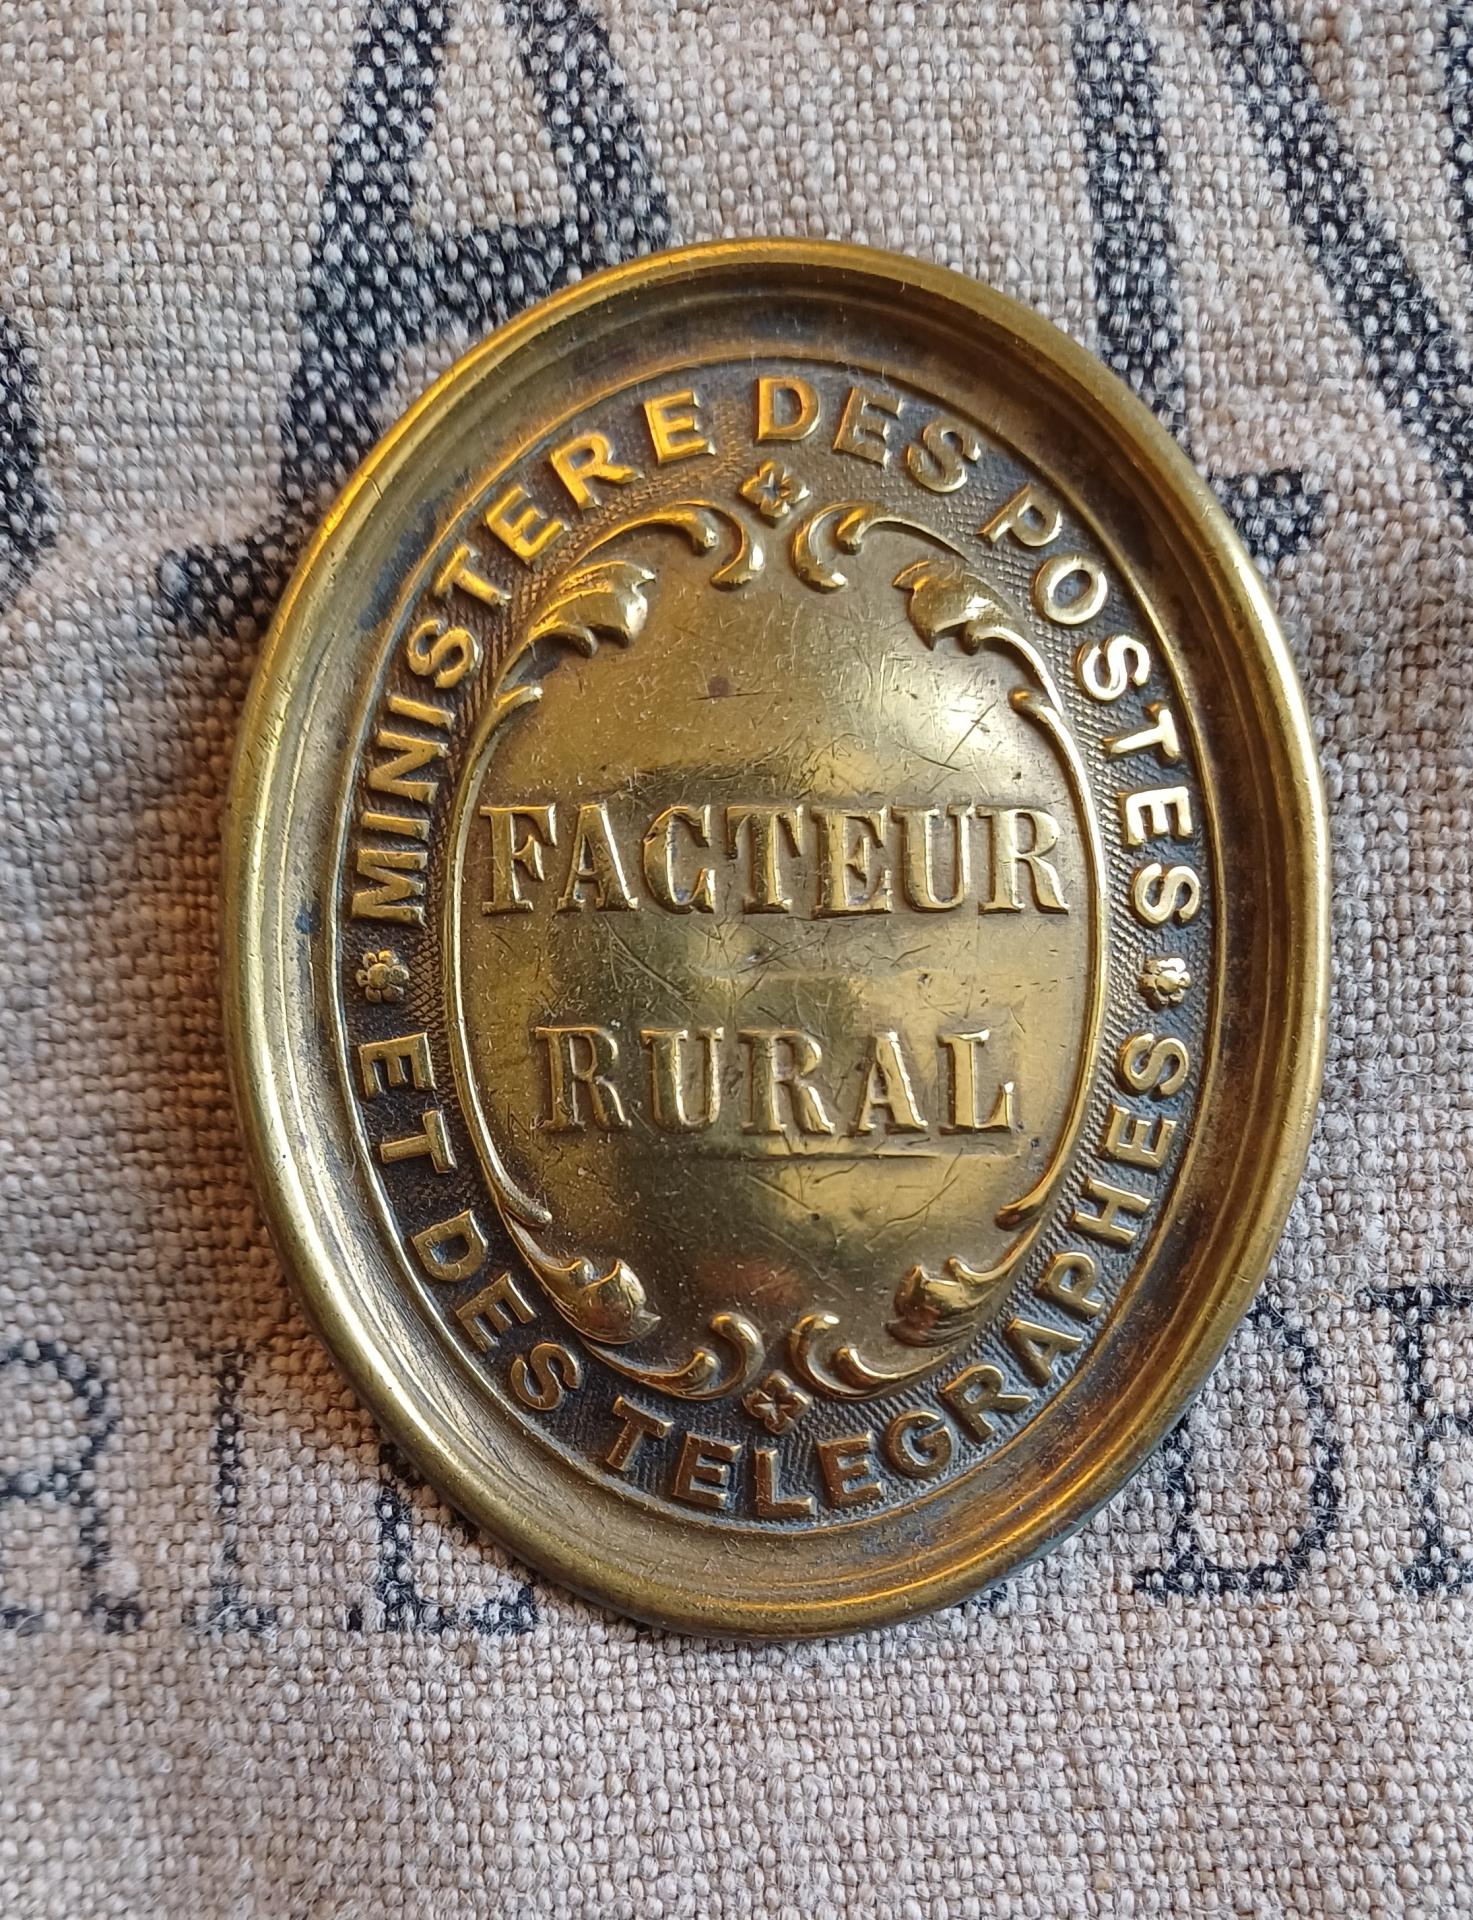 MINISTERE DES POSTES
FACTEUR
RURAL
ET DES TELEGRAPHES